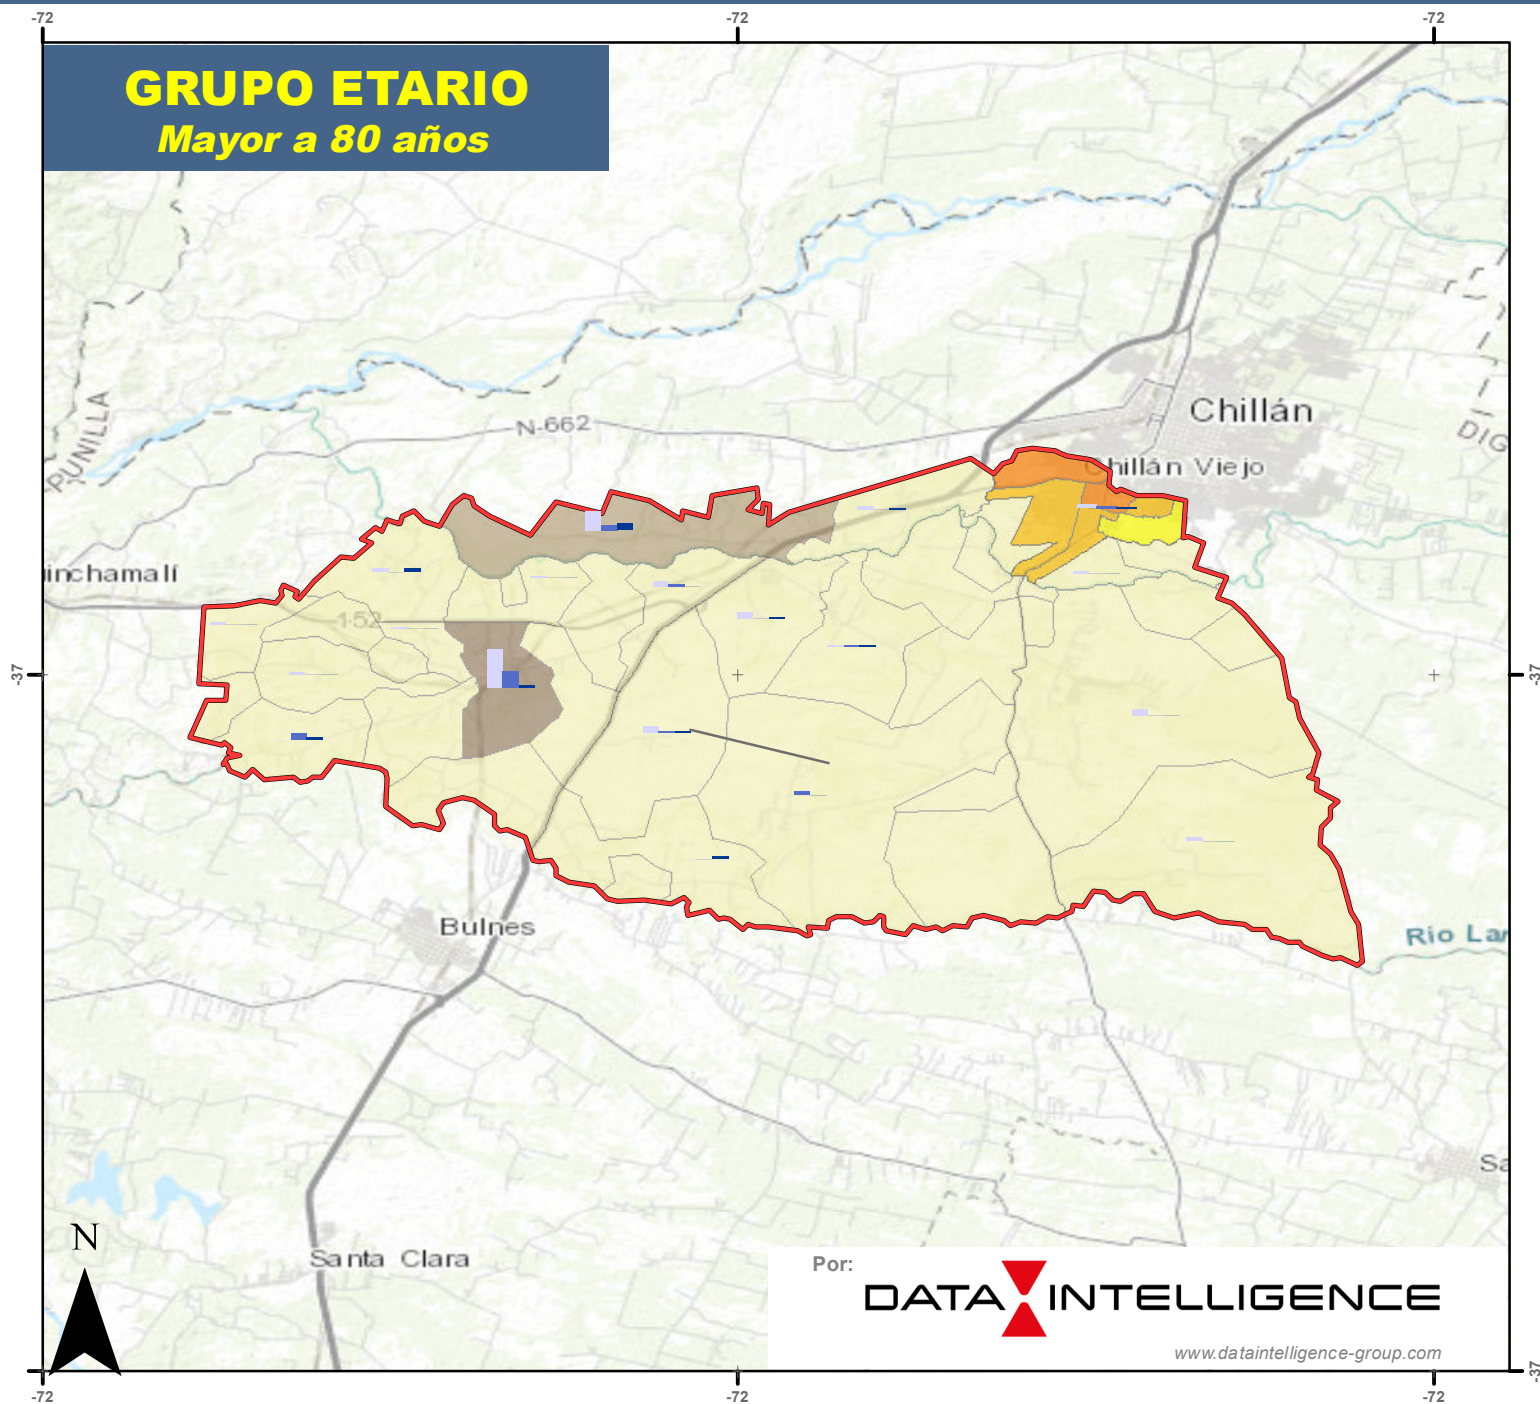 -72
-72
-72
GRUPO ETARIO
Mayor a 80 años
PUNILLA
N-662
Chillán
DIG
Chillán Viejo
inchamalí
152
-37
-37
Bulnes
Rio Lar
Sa
N
Santa Clara
Por:
DATA INTELLIGENCE
www.dataintelligence-group.com
-37
-72
-72
-72